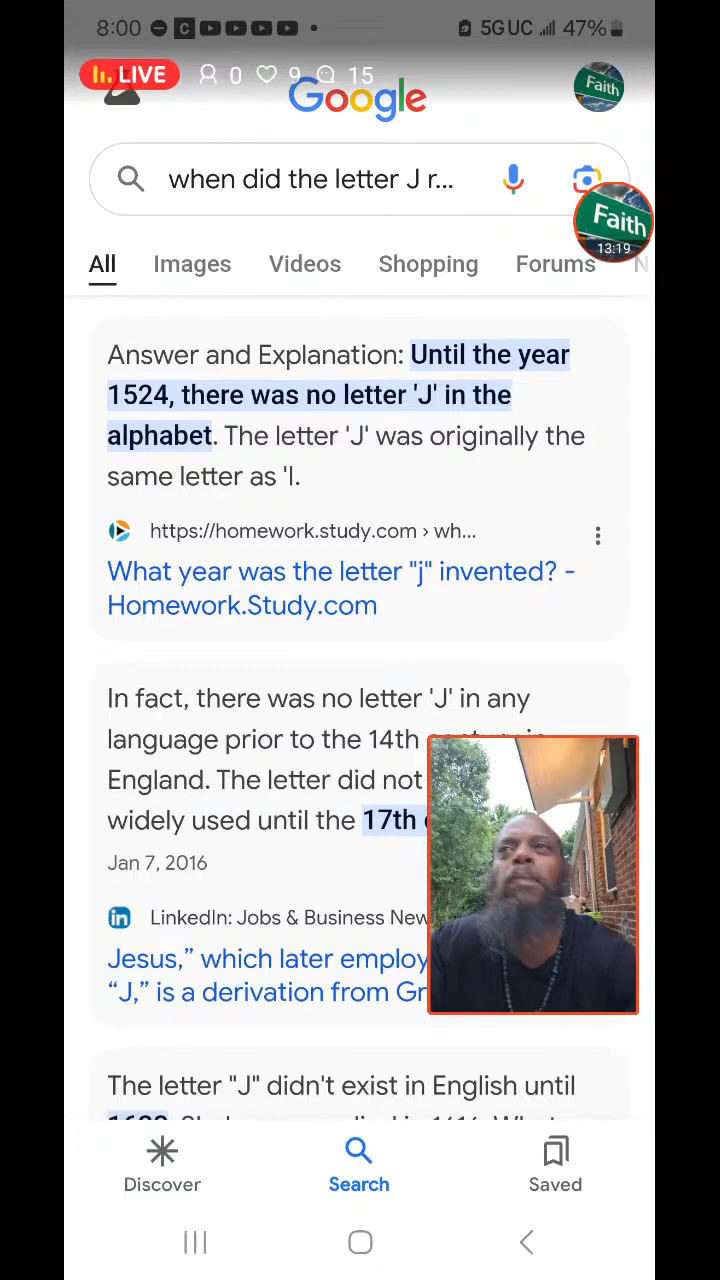 8:00 5G UC 47%
LIVE 0 9 15
Google
Faith
when did the letter J r...
Faith
13:19
All Images Videos Shopping Forums N
Answer and Explanation: Until the year
1524, there was no letter 'J' in the
alphabet. The letter 'J' was originally the
same letter as 'I.
https://homework.study.com › wh...
What year was the letter "j" invented? -
Homework.Study.com
In fact, there was no letter 'J' in any
language prior to the 14th
England. The letter did not
widely used until the 17th
Jan 7, 2016
in LinkedIn: Jobs & Business New
Jesus,” which later employ
“J,” is a derivation from Gr
The letter "J" didn't exist in English until
Discover Search Saved